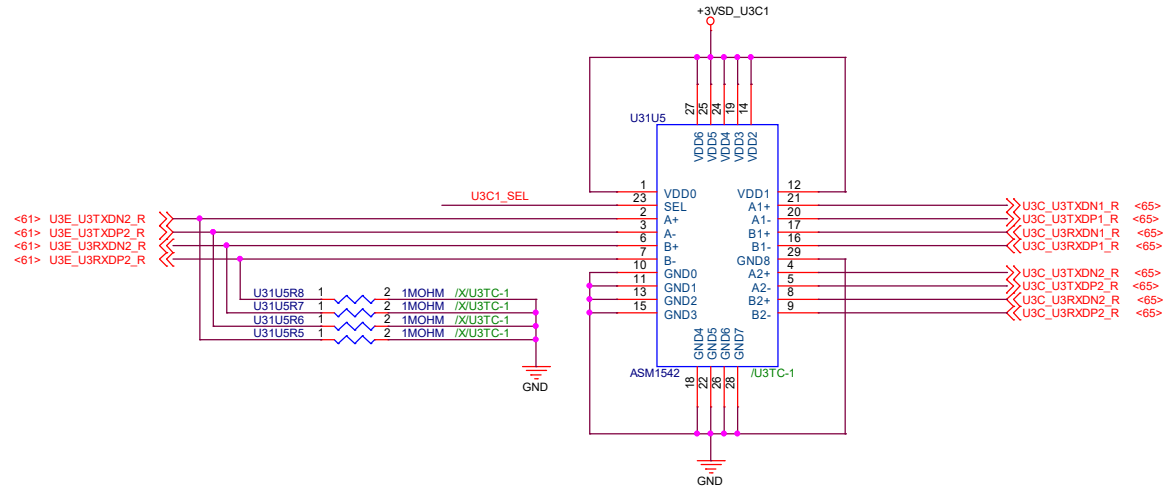 +3VSD_U3C1
27 25 24 19 14
U31U5
VDD6 VDD5 VDD4 VDD3 VDD2
1 VDD0 VDD1 12
U3C1_SEL 23 SEL A1+ 21 U3C_U3TXDN1_R <65>
<61> U3E_U3TXDN2_R 2 A+ A1- 20 U3C_U3TXDP1_R <65>
<61> U3E_U3TXDP2_R 3 A- B1+ 17 U3C_U3RXDN1_R <65>
<61> U3E_U3RXDN2_R 6 B+ B1- 16 U3C_U3RXDP1_R <65>
<61> U3E_U3RXDP2_R 7 B- GND8 29
10 GND0 A2+ 4 U3C_U3TXDN2_R <65>
11 GND1 A2- 5 U3C_U3TXDP2_R <65>
U31U5R8 1 2 1MOHM /X/U3TC-1 13 GND2 B2+ 8 U3C_U3RXDN2_R <65>
U31U5R7 1 2 1MOHM /X/U3TC-1 15 GND3 B2- 9 U3C_U3RXDP2_R <65>
U31U5R6 1 2 1MOHM /X/U3TC-1
U31U5R5 1 2 1MOHM /X/U3TC-1
GND4 GND5 GND6 GND7
ASM1542 /U3TC-1
18 22 26 28
GND
GND